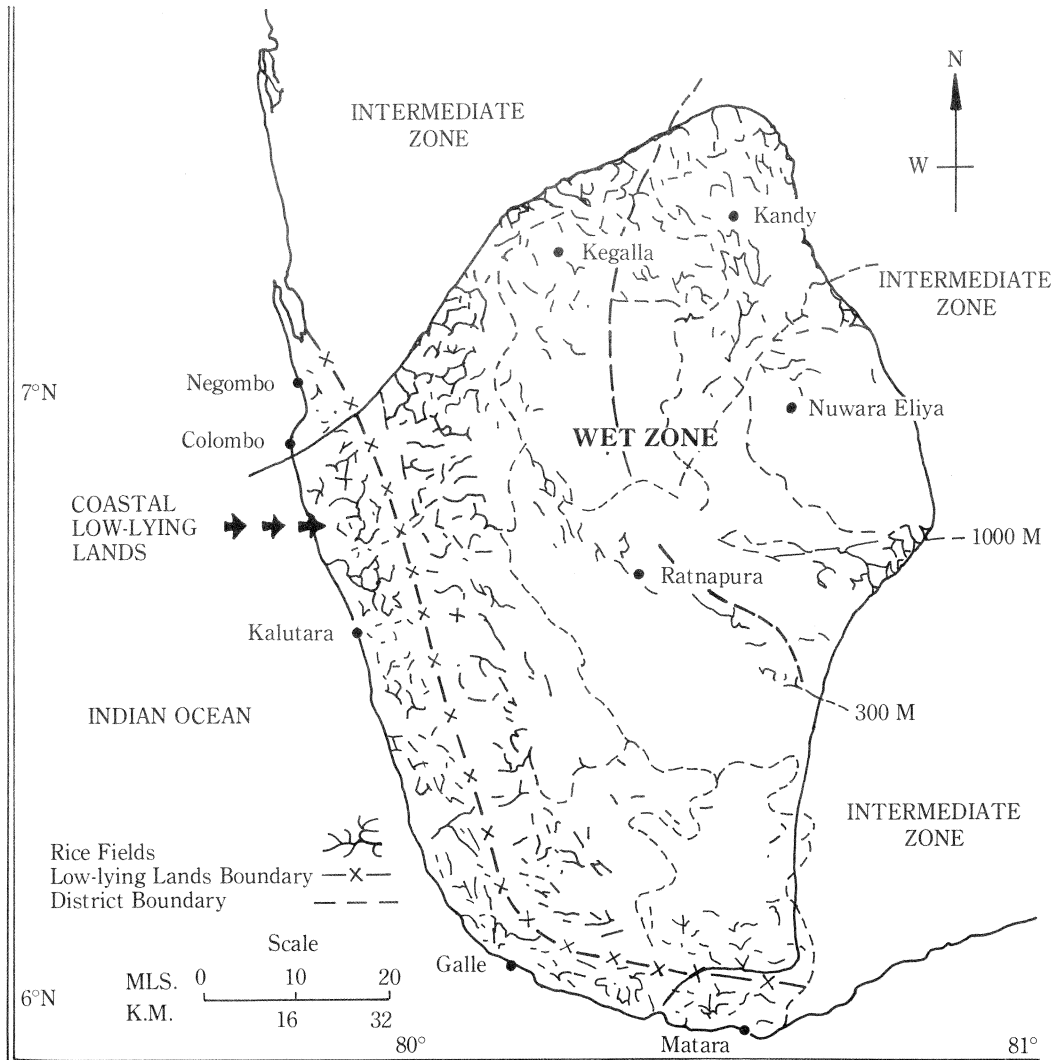 INTERMEDIATE
ZONE
N
W
Kandy
Kegalla
INTERMEDIATE
ZONE
7°N
Negombo
Nuwara Eliya
Colombo
WET ZONE
COASTAL
LOW-LYING
LANDS
1000 M
Ratnapura
Kalutara
INDIAN OCEAN
300 M
INTERMEDIATE
ZONE
Rice Fields
Low-lying Lands Boundary
District Boundary
Scale
Galle
MLS. 0 10 20
6°N
K.M. 16 32
80°
Matara
81°